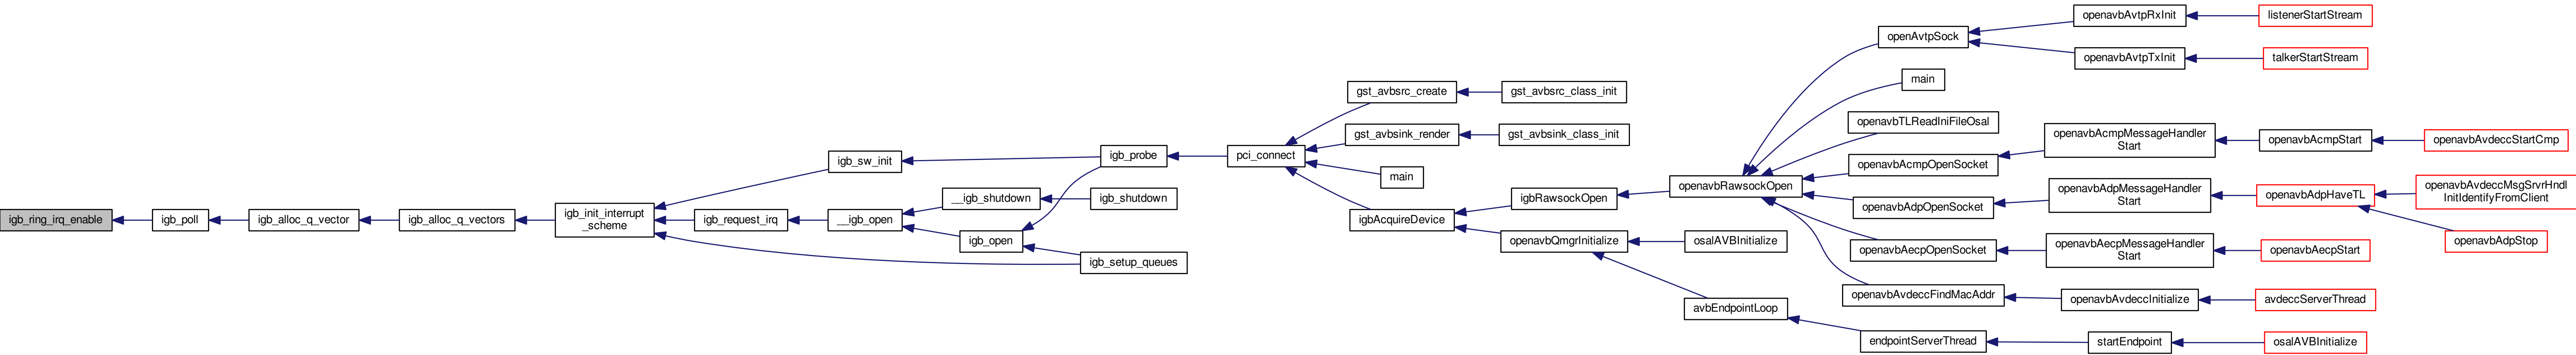 igb_ring_irq_enable
igb_poll
igb_alloc_q_vector
igb_alloc_q_vectors
igb_init_interrupt
_scheme
igb_sw_init
igb_request_irq
__igb_open
__igb_shutdown
igb_open
igb_probe
igb_shutdown
igb_setup_queues
pci_connect
gst_avbsrc_create
gst_avbsrc_class_init
gst_avbsink_render
gst_avbsink_class_init
main
igbAcquireDevice
igbRawsockOpen
openavbQmgrInitialize
osalAVBInitialize
avbEndpointLoop
openavbRawsockOpen
openAvtpSock
main
openavbTLReadIniFileOsal
openavbAcmpOpenSocket
openavbAdpOpenSocket
openavbAecpOpenSocket
openavbAvdeccFindMacAddr
endpointServerThread
openavbAvtpRxInit
openavbAvtpTxInit
openavbAcmpMessageHandler
Start
openavbAdpMessageHandler
Start
openavbAecpMessageHandler
Start
openavbAvdeccInitialize
startEndpoint
listenerStartStream
talkerStartStream
openavbAcmpStart
openavbAdpHaveTL
openavbAecpStart
avdeccServerThread
osalAVBInitialize
openavbAvdeccStartCmp
openavbAvdeccMsgSrvrHndl
InitIdentifyFromClient
openavbAdpStop